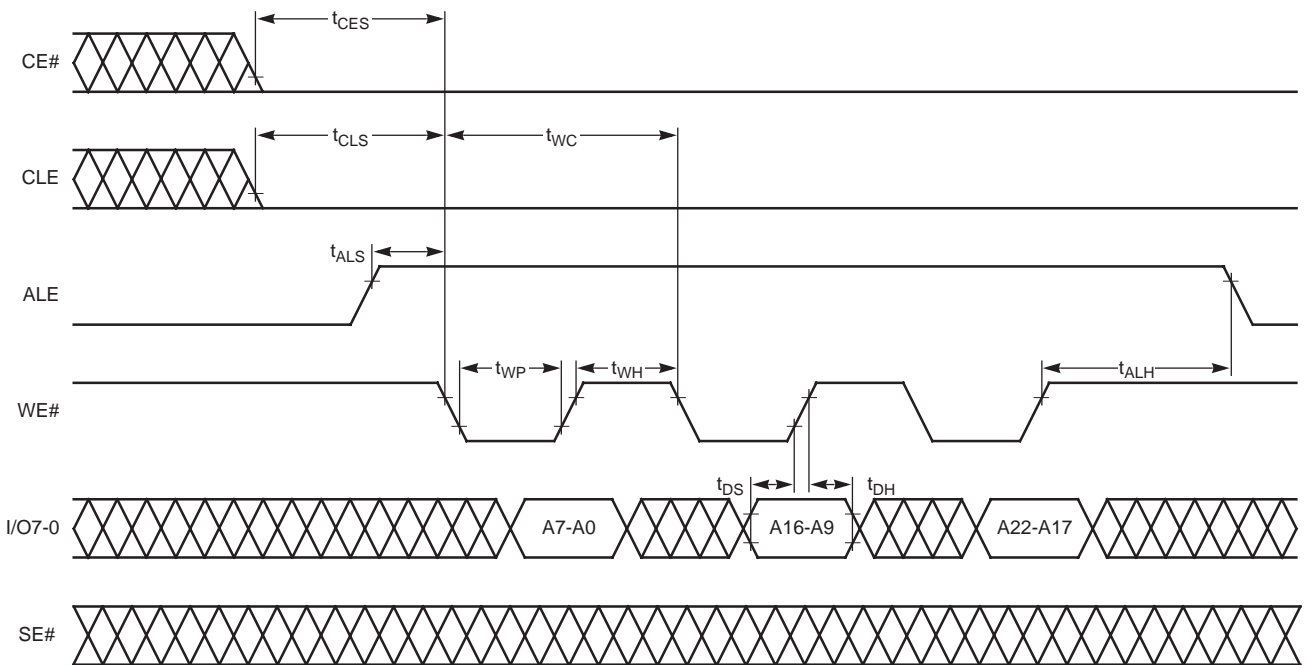 tCES
CE#
tCLS
tWC
CLE
tALS
ALE
tWP
tWH
tALH
WE#
tDS
tDH
I/O7-0
A7-A0
A16-A9
A22-A17
SE#